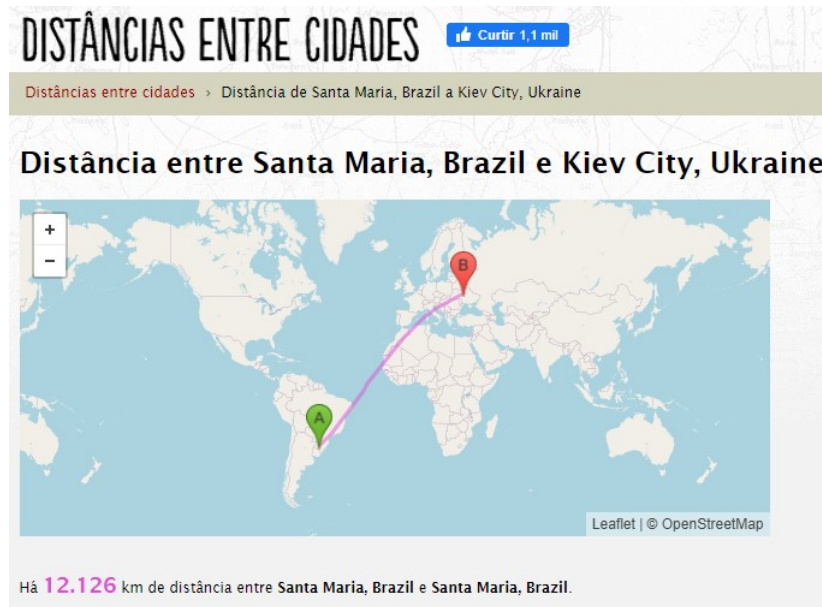 DISTÂNCIAS ENTRE CIDADES
Curtir 1,1 mil
Distâncias entre cidades › Distância de Santa Maria, Brazil a Kiev City, Ukraine
Distância entre Santa Maria, Brazil e Kiev City, Ukraine
+
−
B
A
Leaflet | © OpenStreetMap
Há 12.126 km de distância entre Santa Maria, Brazil e Santa Maria, Brazil.